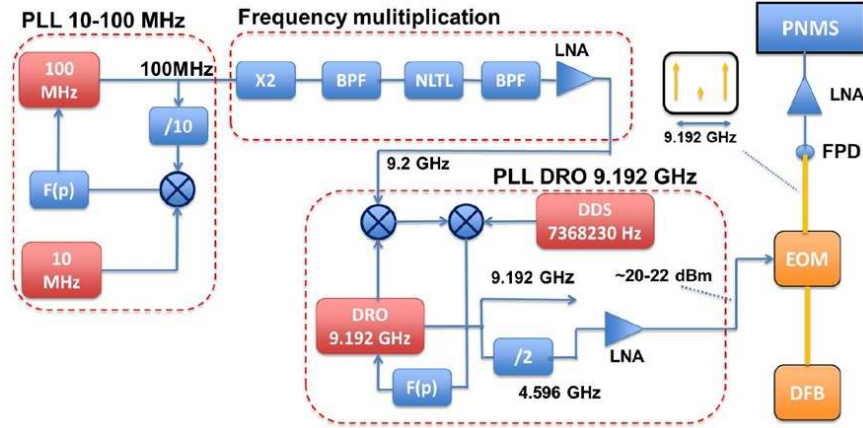 PLL 10-100 MHz
Frequency mulitiplication
PNMS
100
MHz
100MHz
X2
BPF
NLTL
BPF
LNA
LNA
/10
9.192 GHz
FPD
F(p)
9.2 GHz
PLL DRO 9.192 GHz
10
MHz
DDS
7368230 Hz
EOM
~20-22 dBm
9.192 GHz
DRO
9.192 GHz
/2
LNA
F(p)
4.596 GHz
DFB